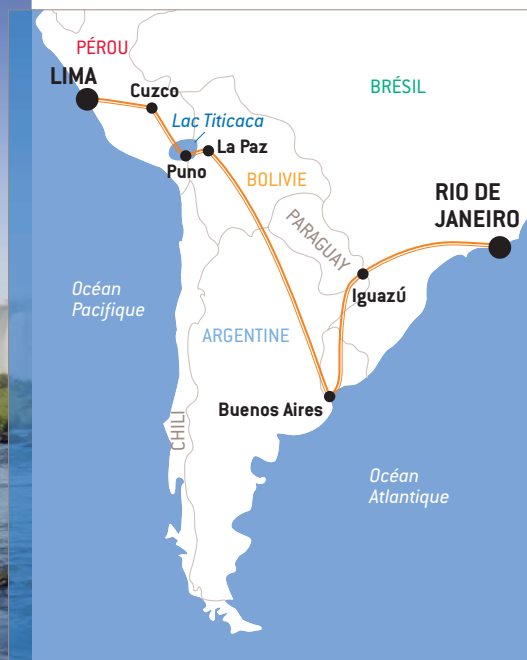 PÉROU
LIMA
Cuzco
BRÉSIL
Lac Titicaca
La Paz
Puno
BOLIVIE
RIO DE
JANEIRO
PARAGUAY
Iguazú
Océan
Pacifique
ARGENTINE
Buenos Aires
CHILI
Océan
Atlantique